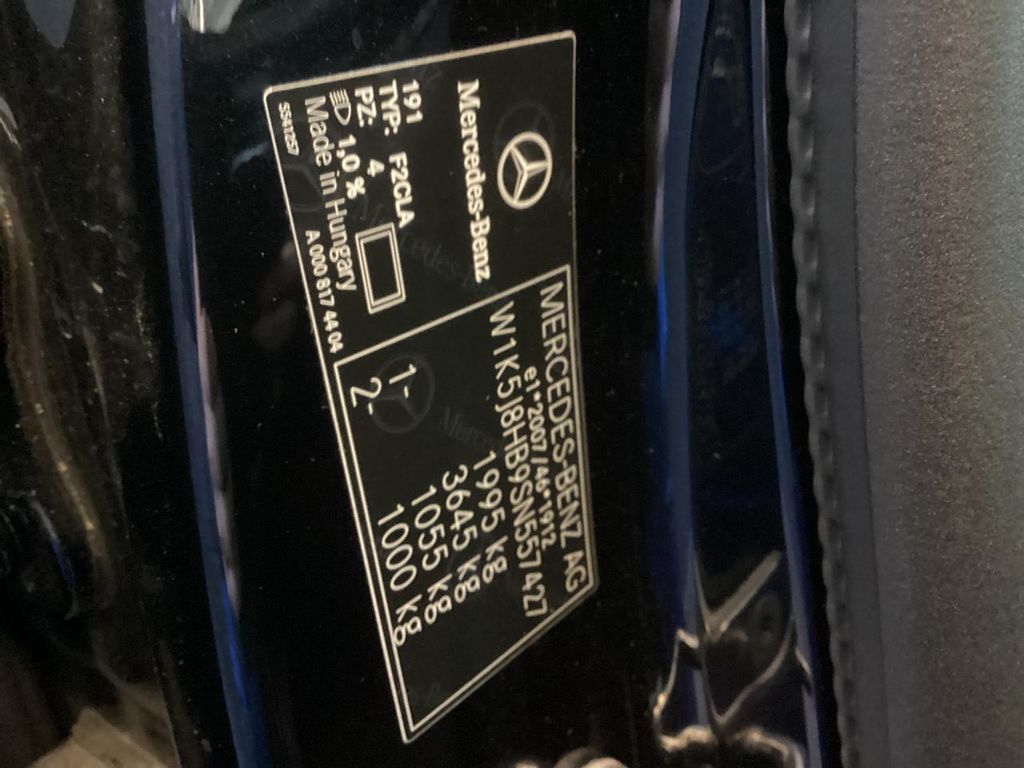 MERCEDES-BENZ AG
e1*2007/46*1912
W1K5J8HB9SN557427
1995 kg
3645 kg
1- 1055 kg
2- 1000 kg
Mercedes-Benz
191
TYP: F2CLA
PZ: 4
1,0 %
Made in Hungary
A 000 817 44 04